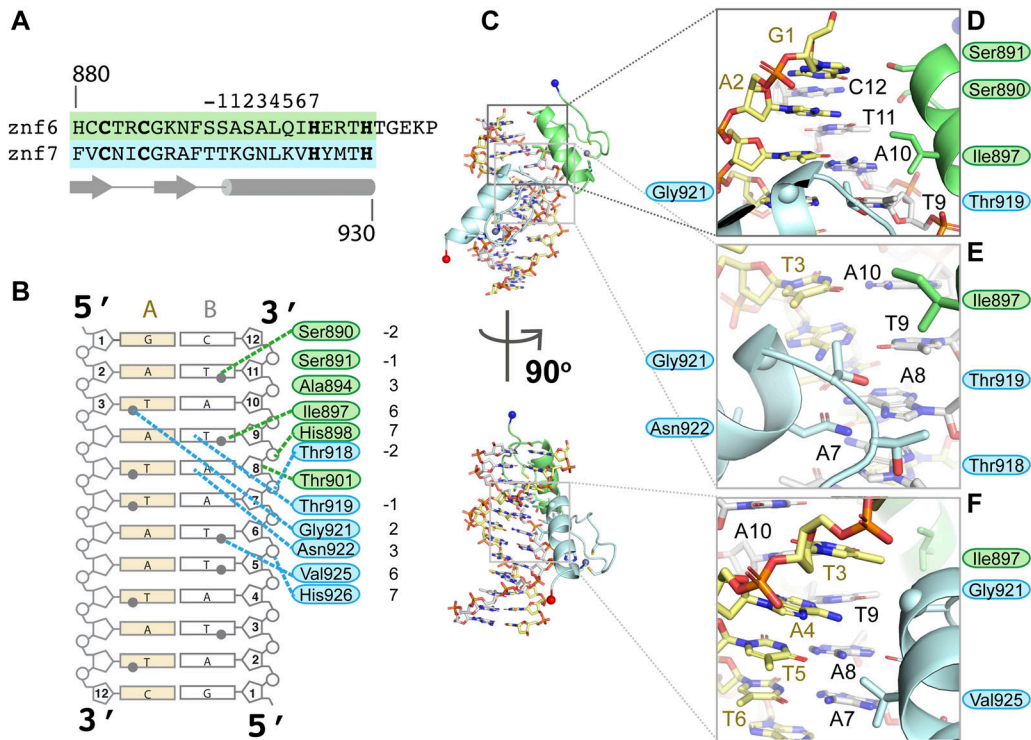 A
880
–11234567
znf6 HCCTRCGKNFSSASALQIHERTHTGEKP
znf7 FVCNICGRAFTTKGNLKVHYMTH
930
B
5′ A B 3′
1 G C 12 Ser890 -2
Ser891 -1
2 A T 11
Ala894 3
3 T A 10 Ile897 6
A T 9 His898 7
Thr918 -2
T A 8 Thr901
T A 7 Thr919 -1
A T 6 Gly921 2
Asn922 3
A T 5 Val925 6
T A 4 His926 7
A T 3
T A 2
12 C G 1
3′ 5′
C
90o
D
G1
A2
C12
T11
A10
T9
Ser891
Ser890
Ile897
Thr919
Gly921
E
T3
A10
T9
A8
A7
Ile897
Thr919
Thr918
Gly921
Asn922
F
A10
T3
T9
A4
A8
T5
A7
T6
Ile897
Gly921
Val925